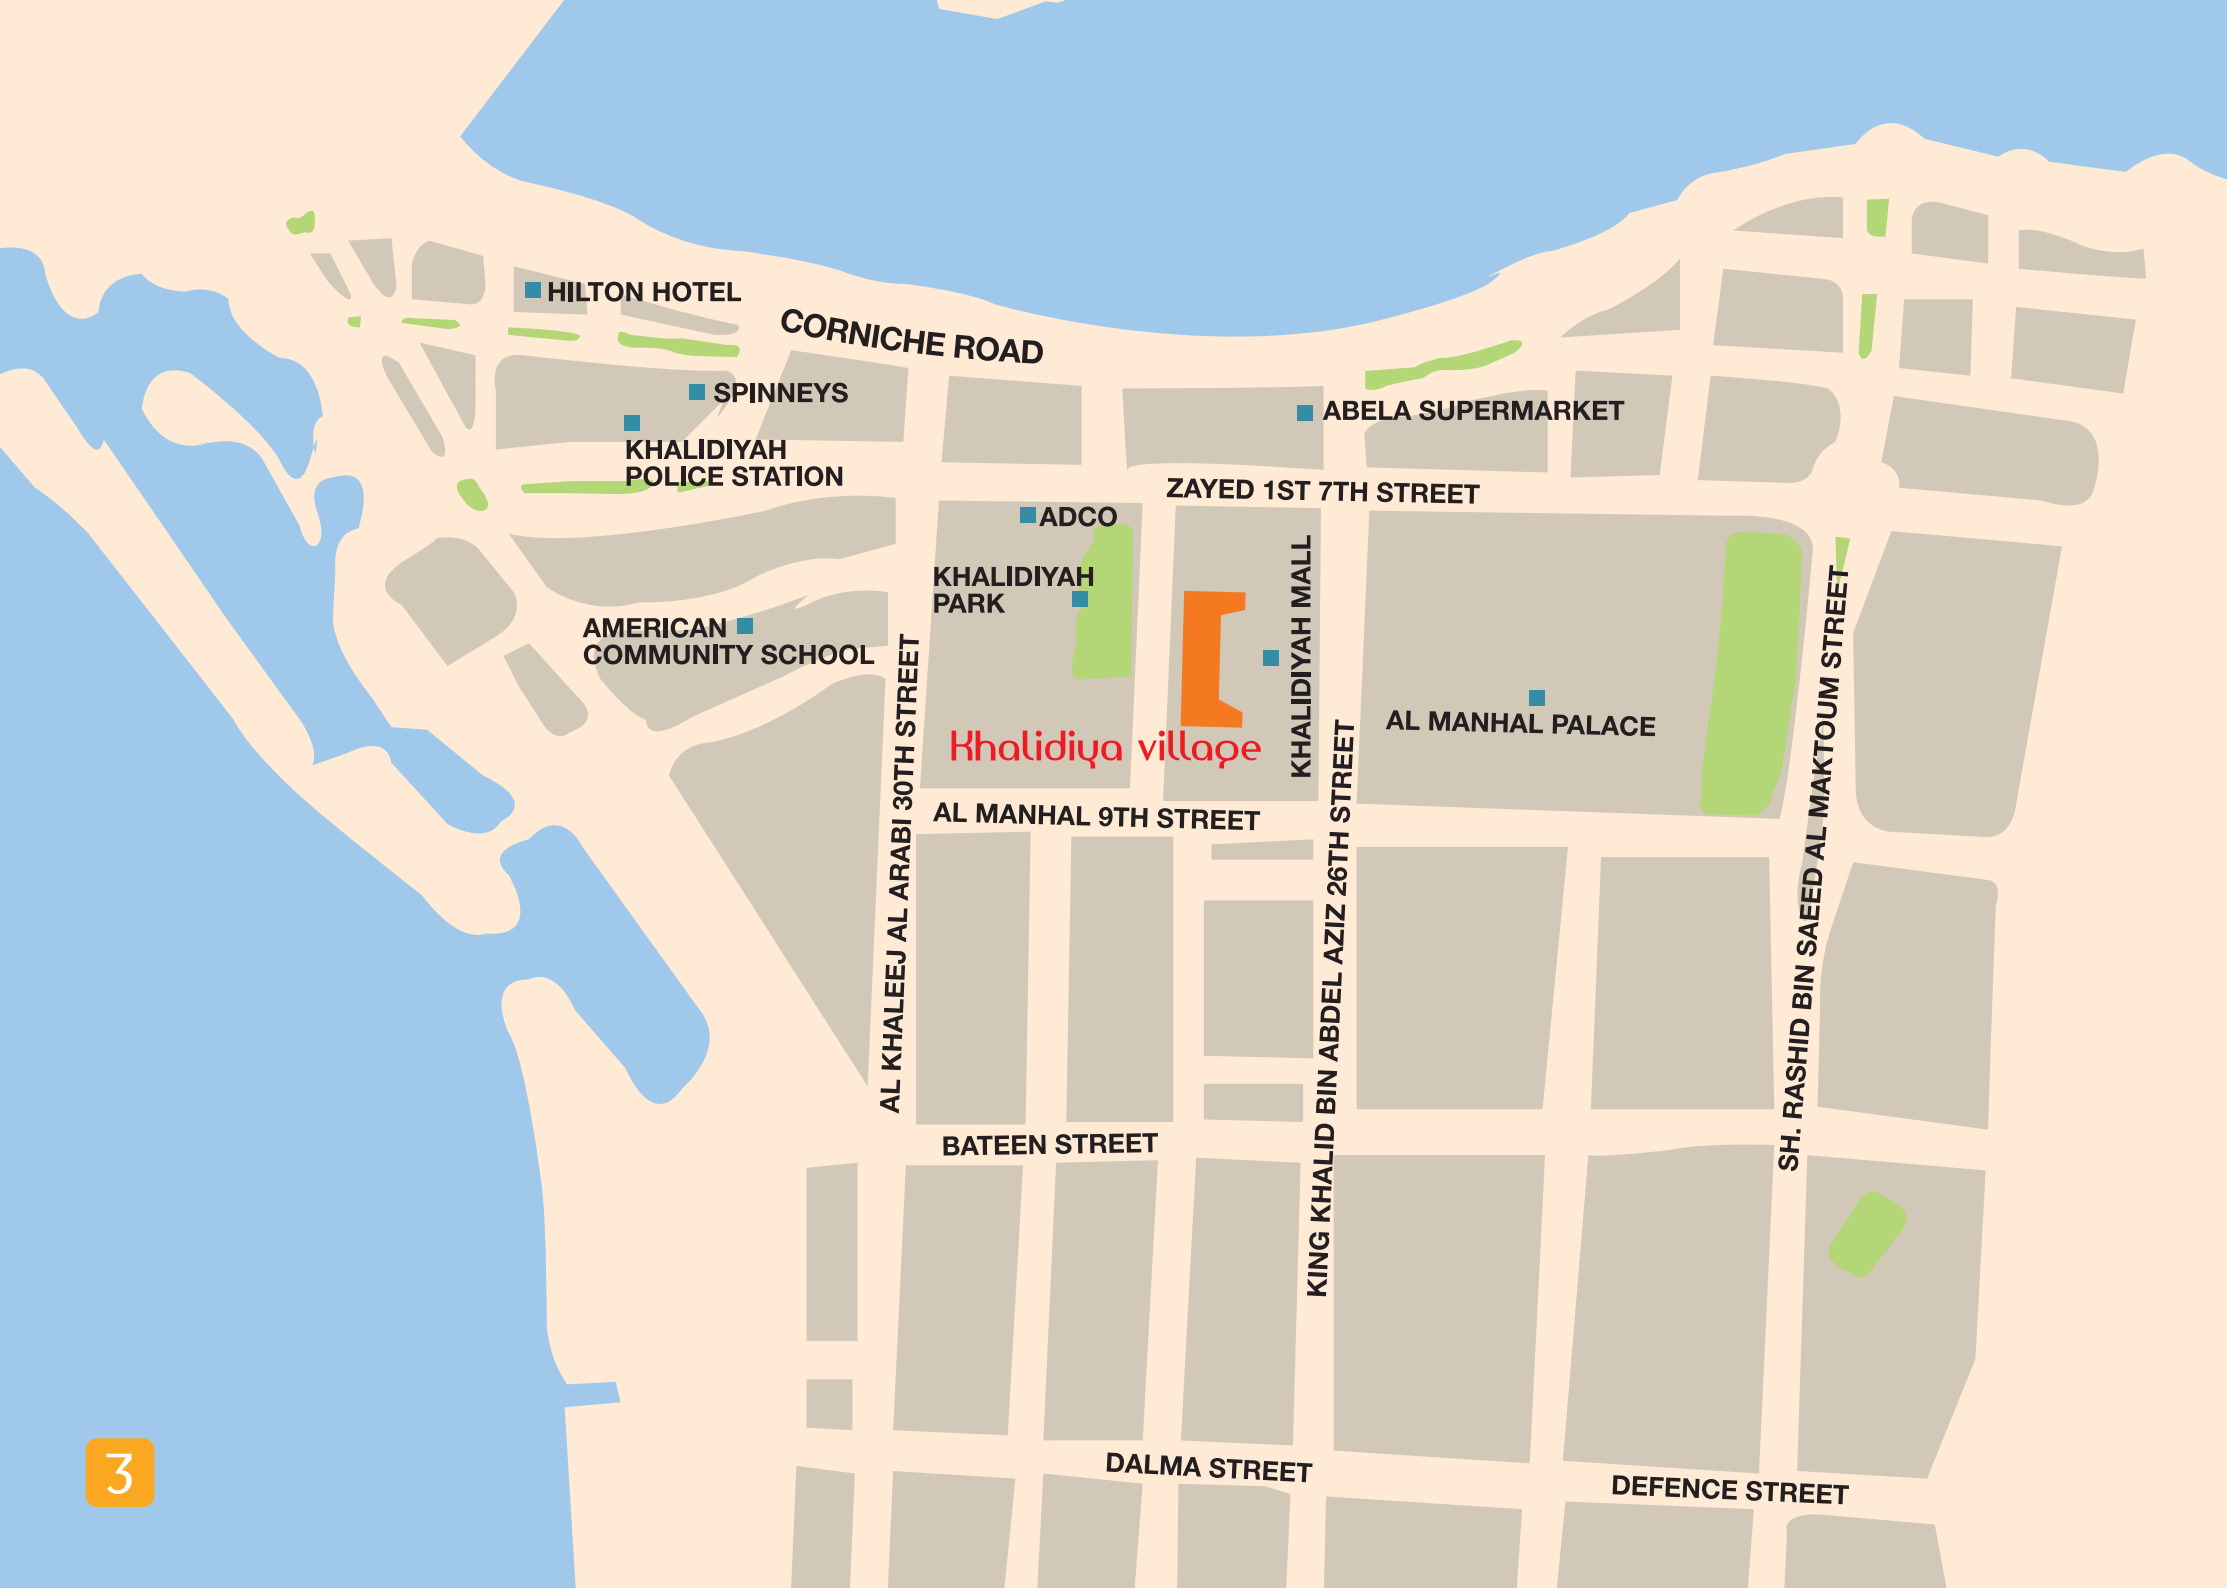 HILTON HOTEL
CORNICHE ROAD
SPINNEYS
ABELA SUPERMARKET
KHALIDIYAH
POLICE STATION
ZAYED 1ST 7TH STREET
ADCO
KHALIDIYAH
PARK
AMERICAN
COMMUNITY SCHOOL
KHALIDIYAH MALL
AL MANHAL PALACE
Khalidiya village
AL MANHAL 9TH STREET
AL KHALEEJ AL ARABI 30TH STREET
KING KHALID BIN ABDEL AZIZ 26TH STREET
SH. RASHID BIN SAEED AL MAKTOUM STREET
BATEEN STREET
DALMA STREET
DEFENCE STREET
3